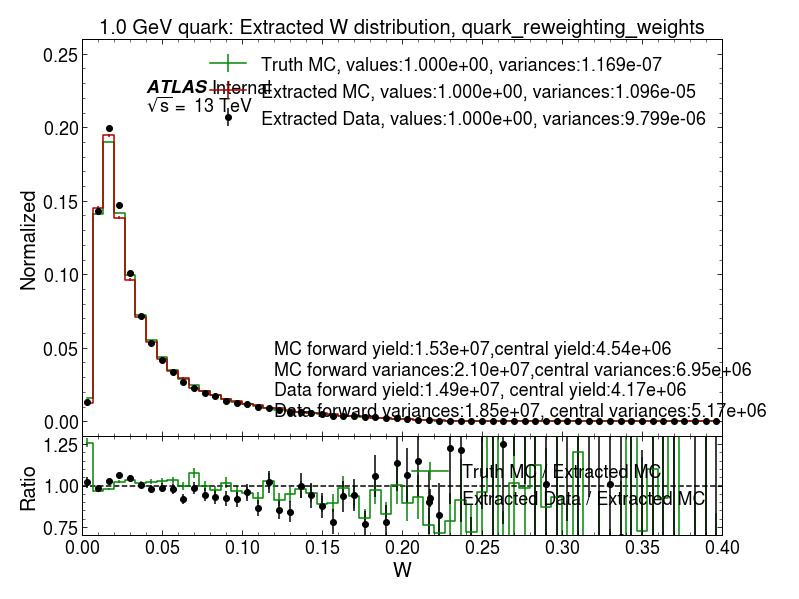 1.0 GeV quark: Extracted W distribution, quark_reweighting_weights
Truth MC, values:1.000e+00, variances:1.169e-07
ATLAS Internal
Extracted MC, values:1.000e+00, variances:1.096e-05
√s = 13 TeV
Extracted Data, values:1.000e+00, variances:9.799e-06
Normalized
0.25
0.20
0.15
0.10
0.05
0.00
MC forward yield:1.53e+07,central yield:4.54e+06
MC forward variances:2.10e+07,central variances:6.95e+06
Data forward yield:1.49e+07, central yield:4.17e+06
Data forward variances:1.85e+07, central variances:5.17e+06
Ratio
1.25
1.00
0.75
Truth MC / Extracted MC
Extracted Data / Extracted MC
0.00 0.05 0.10 0.15 0.20 0.25 0.30 0.35 0.40
W